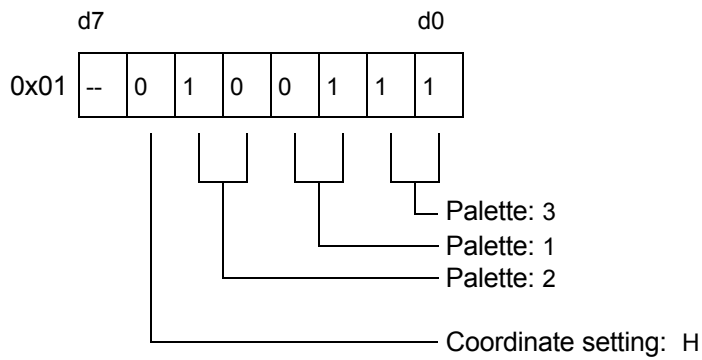 d7 d0
0x01 -- 0 1 0 0 1 1 1
Palette: 3
Palette: 1
Palette: 2
Coordinate setting: H